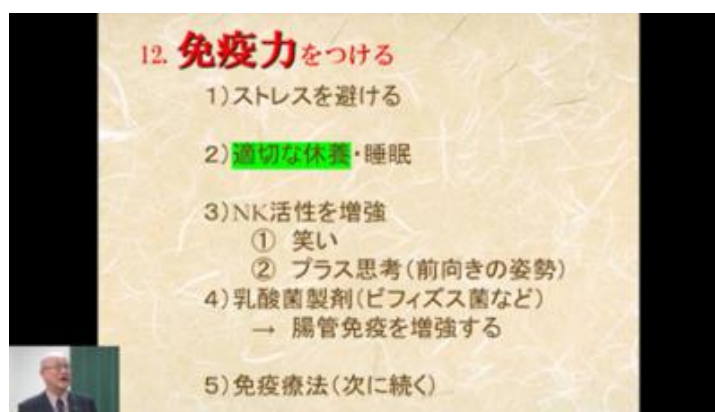 12. 免疫力をつける
1)ストレスを避ける
2)適切な休養・睡眠
3)NK活性を増強
① 笑い
② プラス思考(前向きの姿勢)
4)乳酸菌製剤(ビフィズス菌など)
→ 腸管免疫を増強する
5)免疫療法(次に続く)